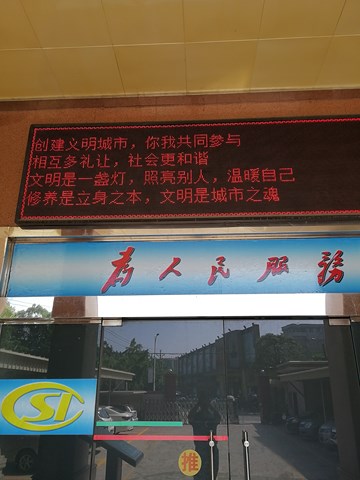 创建义明城市，你我共同参与
相互多礼让，社会更和谐
文明是一盏灯，照亮别人，温暖自己
修养是立身之本，文明是城市之魂
为人民服务
CSI
推